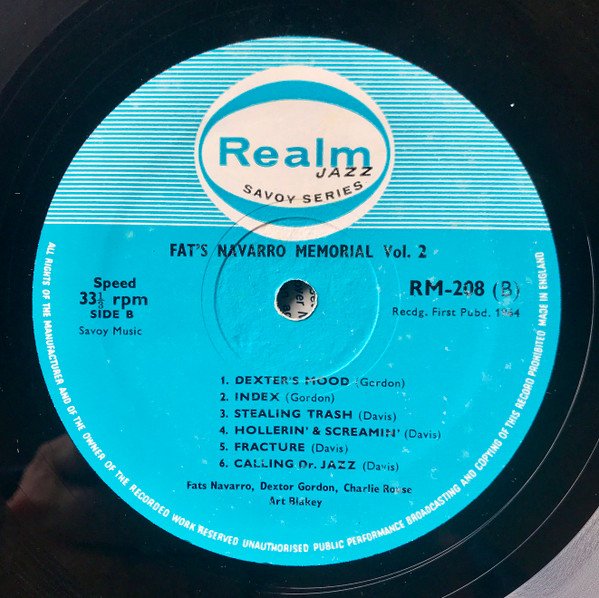 Realm
JAZZ
SAVOY SERIES
FAT'S NAVARRO MEMORIAL Vol. 2
Speed
33⅓ rpm
SIDE B
Savoy Music
RM-208 (B)
Recdg. First Pubd. 1964
1. DEXTER'S MOOD (Gordon)
2. INDEX (Gordon)
3. STEALING TRASH (Davis)
4. HOLLERIN' & SCREAMIN' (Davis)
5. FRACTURE (Davis)
6. CALLING Dr. JAZZ (Davis)
Fats Navarro, Dextor Gordon, Charlie Rouse
Art Blakey
ALL RIGHTS OF THE MANUFACTURER AND OF THE OWNER OF THE RECORDED WORK RESERVED UNAUTHORISED PUBLIC PERFORMANCE BROADCASTING AND COPYING OF THIS RECORD PROHIBITED MADE IN ENGLAND